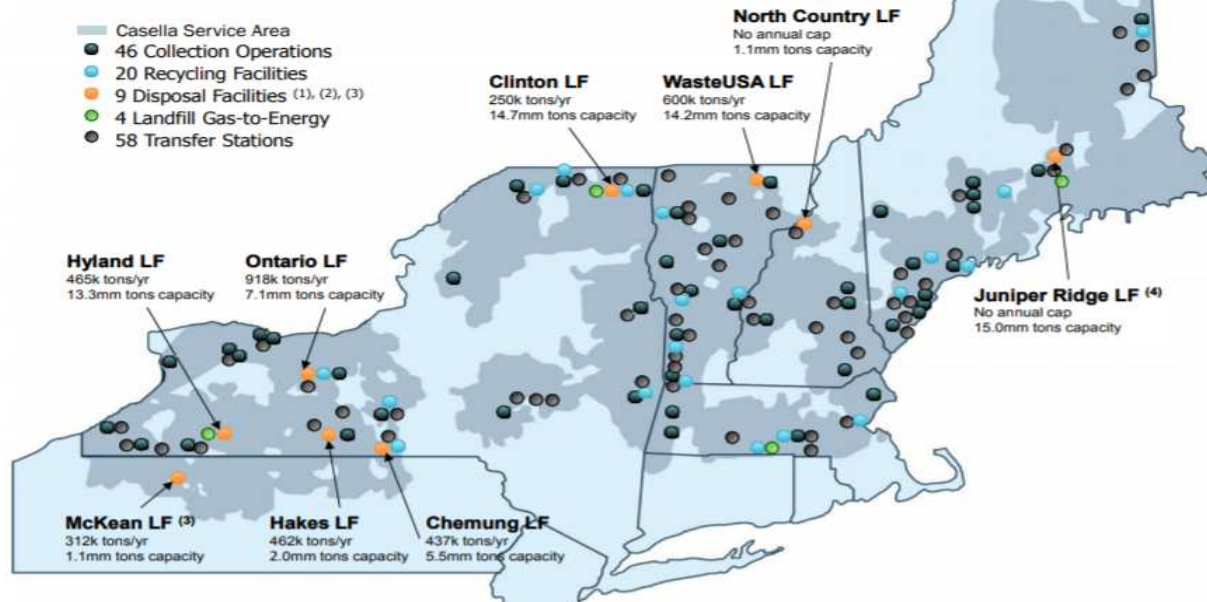 Casella Service Area
46 Collection Operations
20 Recycling Facilities
9 Disposal Facilities (1), (2), (3)
4 Landfill Gas-to-Energy
58 Transfer Stations
North Country LF
No annual cap
1.1mm tons capacity
Clinton LF
250k tons/yr
14.7mm tons capacity
WasteUSA LF
600k tons/yr
14.2mm tons capacity
Hyland LF
465k tons/yr
13.3mm tons capacity
Ontario LF
918k tons/yr
7.1mm tons capacity
Juniper Ridge LF (4)
No annual cap
15.0mm tons capacity
McKean LF (3)
312k tons/yr
1.1mm tons capacity
Hakes LF
462k tons/yr
2.0mm tons capacity
Chemung LF
437k tons/yr
5.5mm tons capacity